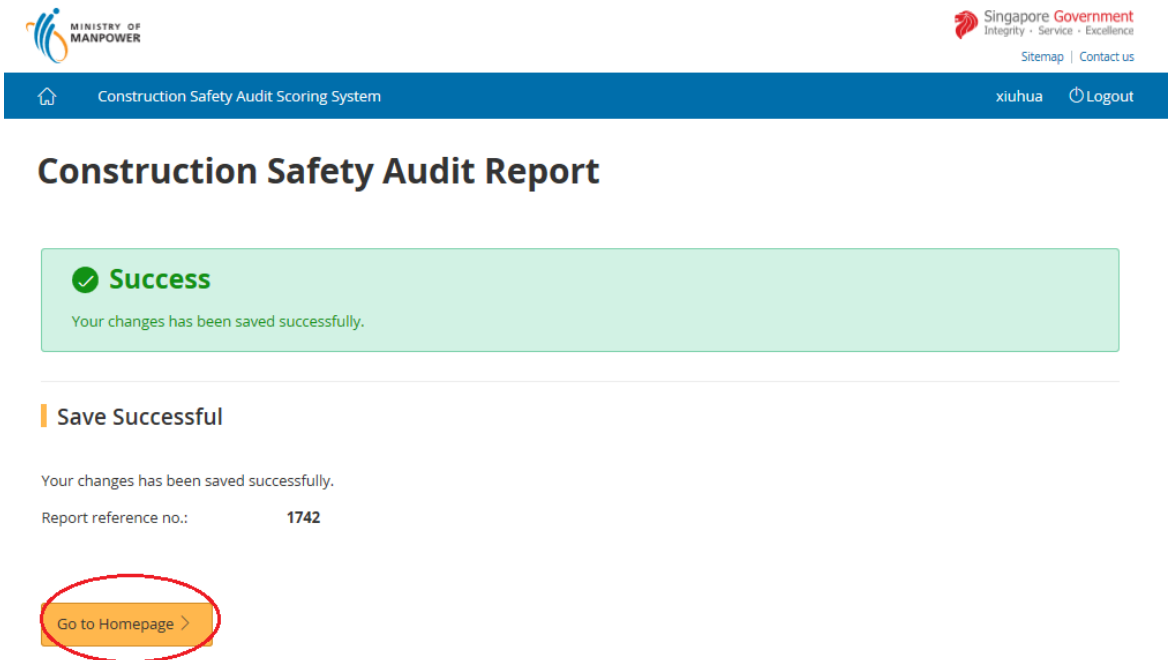 MINISTRY OF
MANPOWER
Singapore Government
Integrity · Service · Excellence
Sitemap | Contact us
Construction Safety Audit Scoring System
xiuhua
Logout
Construction Safety Audit Report
Success
Your changes has been saved successfully.
Save Successful
Your changes has been saved successfully.
Report reference no.: 1742
Go to Homepage >